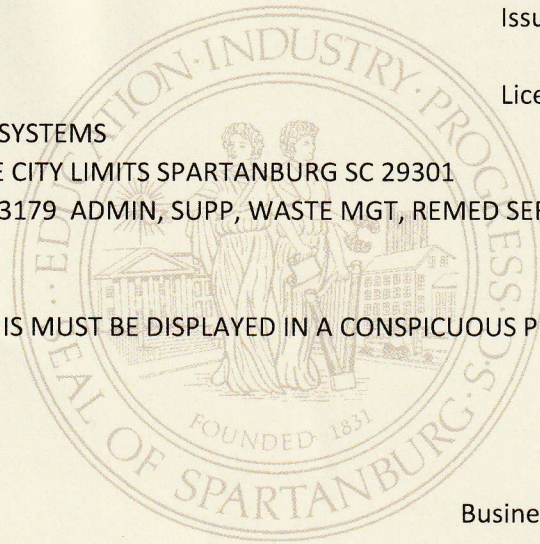 Issu
Lice
SYSTEMS
E CITY LIMITS SPARTANBURG SC 29301
3179 ADMIN, SUPP, WASTE MGT, REMED SER
IS MUST BE DISPLAYED IN A CONSPICUOUS P
Busine
EDUCATION · INDUSTRY · PROGRESS
SEAL OF SPARTANBURG · S.C.
FOUNDED 1831